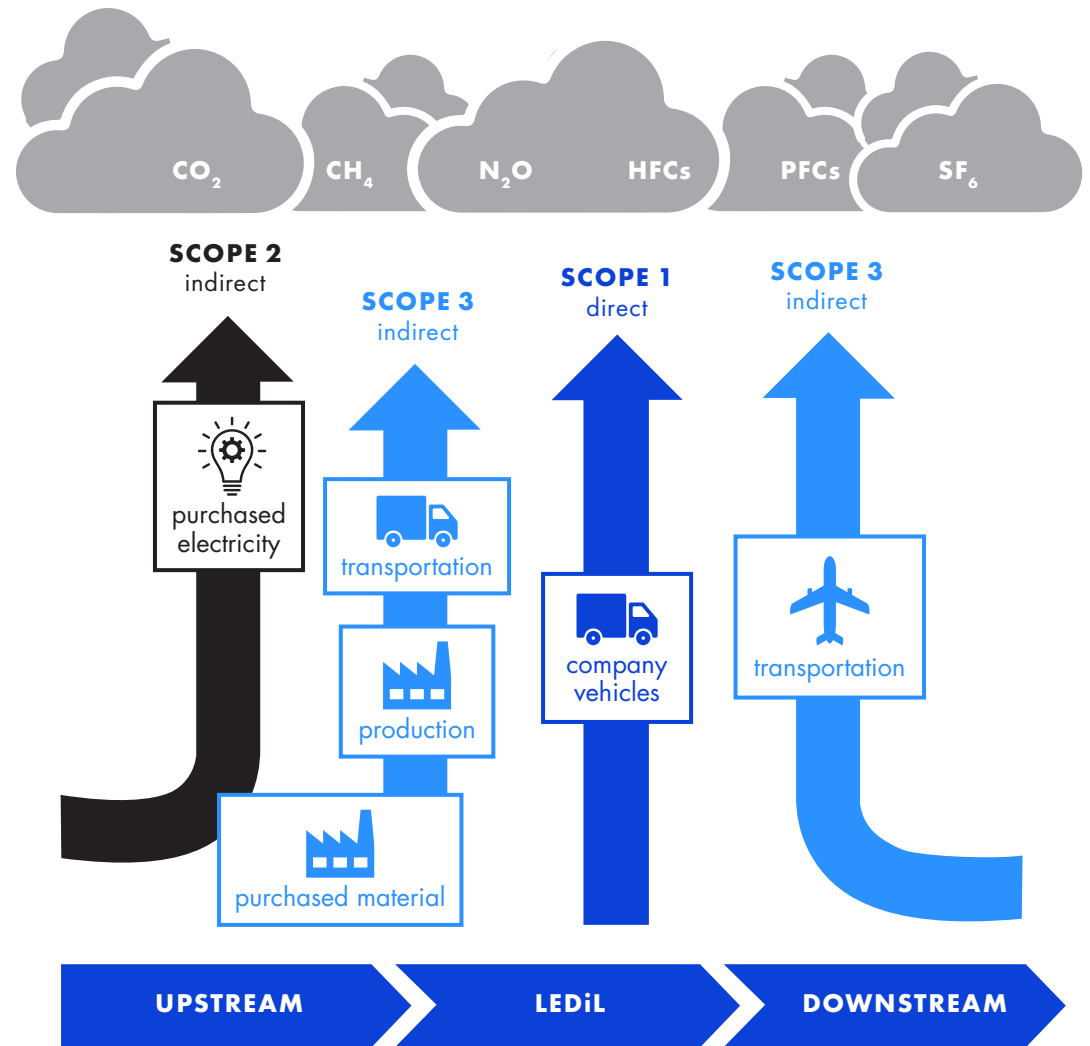 CO₂
CH₄
N₂O
HFCs
PFCs
SF₆
SCOPE 2
indirect
purchased
electricity
SCOPE 3
indirect
transportation
production
purchased material
SCOPE 1
direct
company
vehicles
SCOPE 3
indirect
transportation
UPSTREAM
LEDiL
DOWNSTREAM